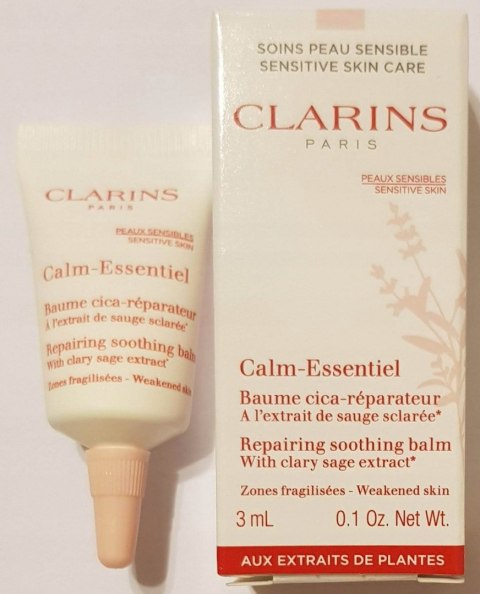 CLARINS
PARIS
PEAUX SENSIBLES
SENSITIVE SKIN
Calm-Essentiel
Baume cica-réparateur
A l'extrait de sauge sclarée*
Repairing soothing balm
With clary sage extract*
Zones fragilisées - Weakened skin
SOINS PEAU SENSIBLE
SENSITIVE SKIN CARE
CLARINS
PARIS
PEAUX SENSIBLES
SENSITIVE SKIN
Calm-Essentiel
Baume cica-réparateur
A l'extrait de sauge sclarée*
Repairing soothing balm
With clary sage extract*
Zones fragilisées - Weakened skin
3 mL 0.1 Oz. Net Wt.
AUX EXTRAITS DE PLANTES